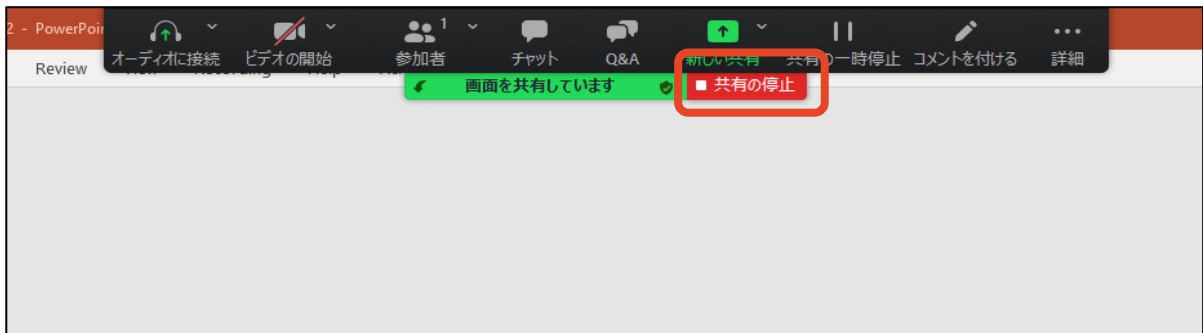 2 - PowerPoi
1
オーディオに接続 ビデオの開始 参加者 チャット Q&A 新しい共有 共有の一時停止 コメントを付ける 詳細
Review
画面を共有しています 共有の停止